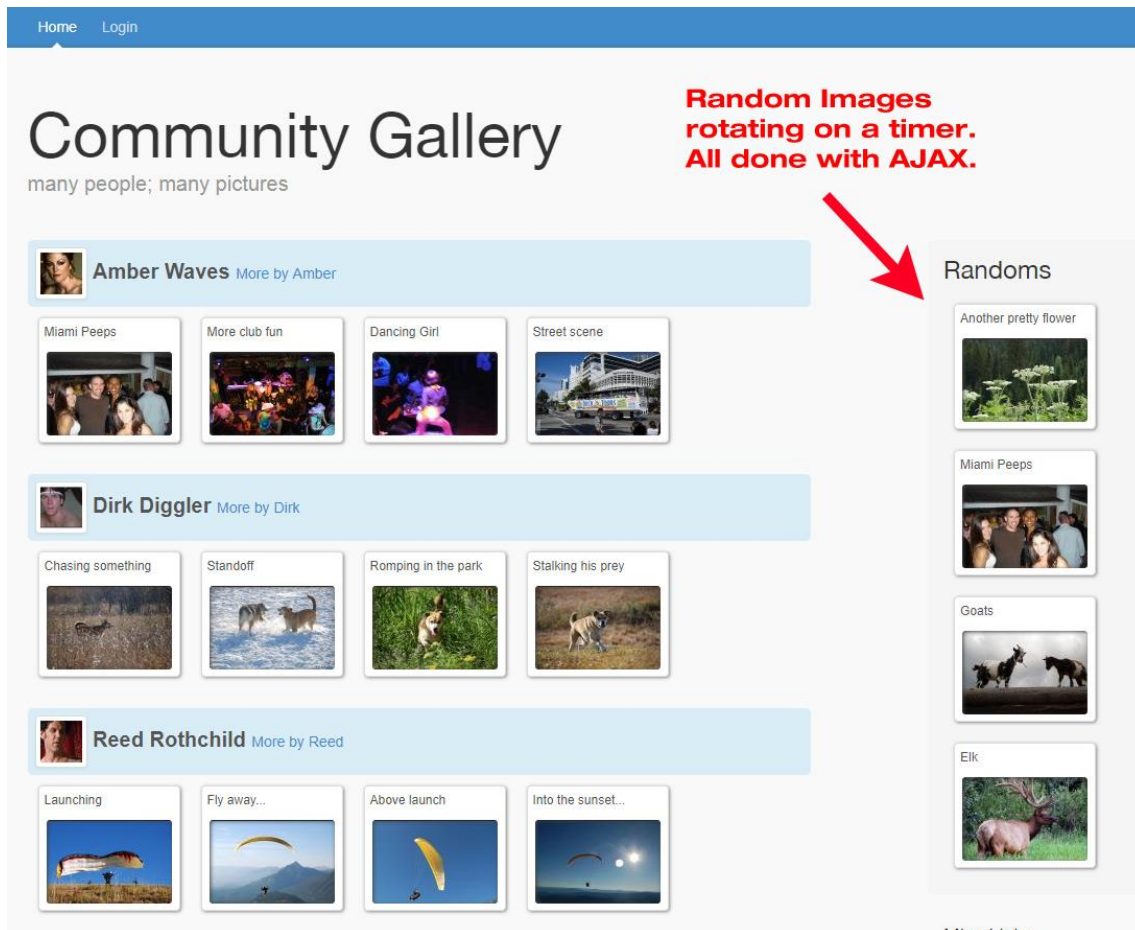 Home Login
Community Gallery
many people; many pictures
Random Images
rotating on a timer.
All done with AJAX.
Amber Waves More by Amber
Miami Peeps
More club fun
Dancing Girl
Street scene
Dirk Diggler More by Dirk
Chasing something
Standoff
Romping in the park
Stalking his prey
Reed Rothchild More by Reed
Launching
Fly away...
Above launch
Into the sunset...
Randoms
Another pretty flower
Miami Peeps
Goats
Elk